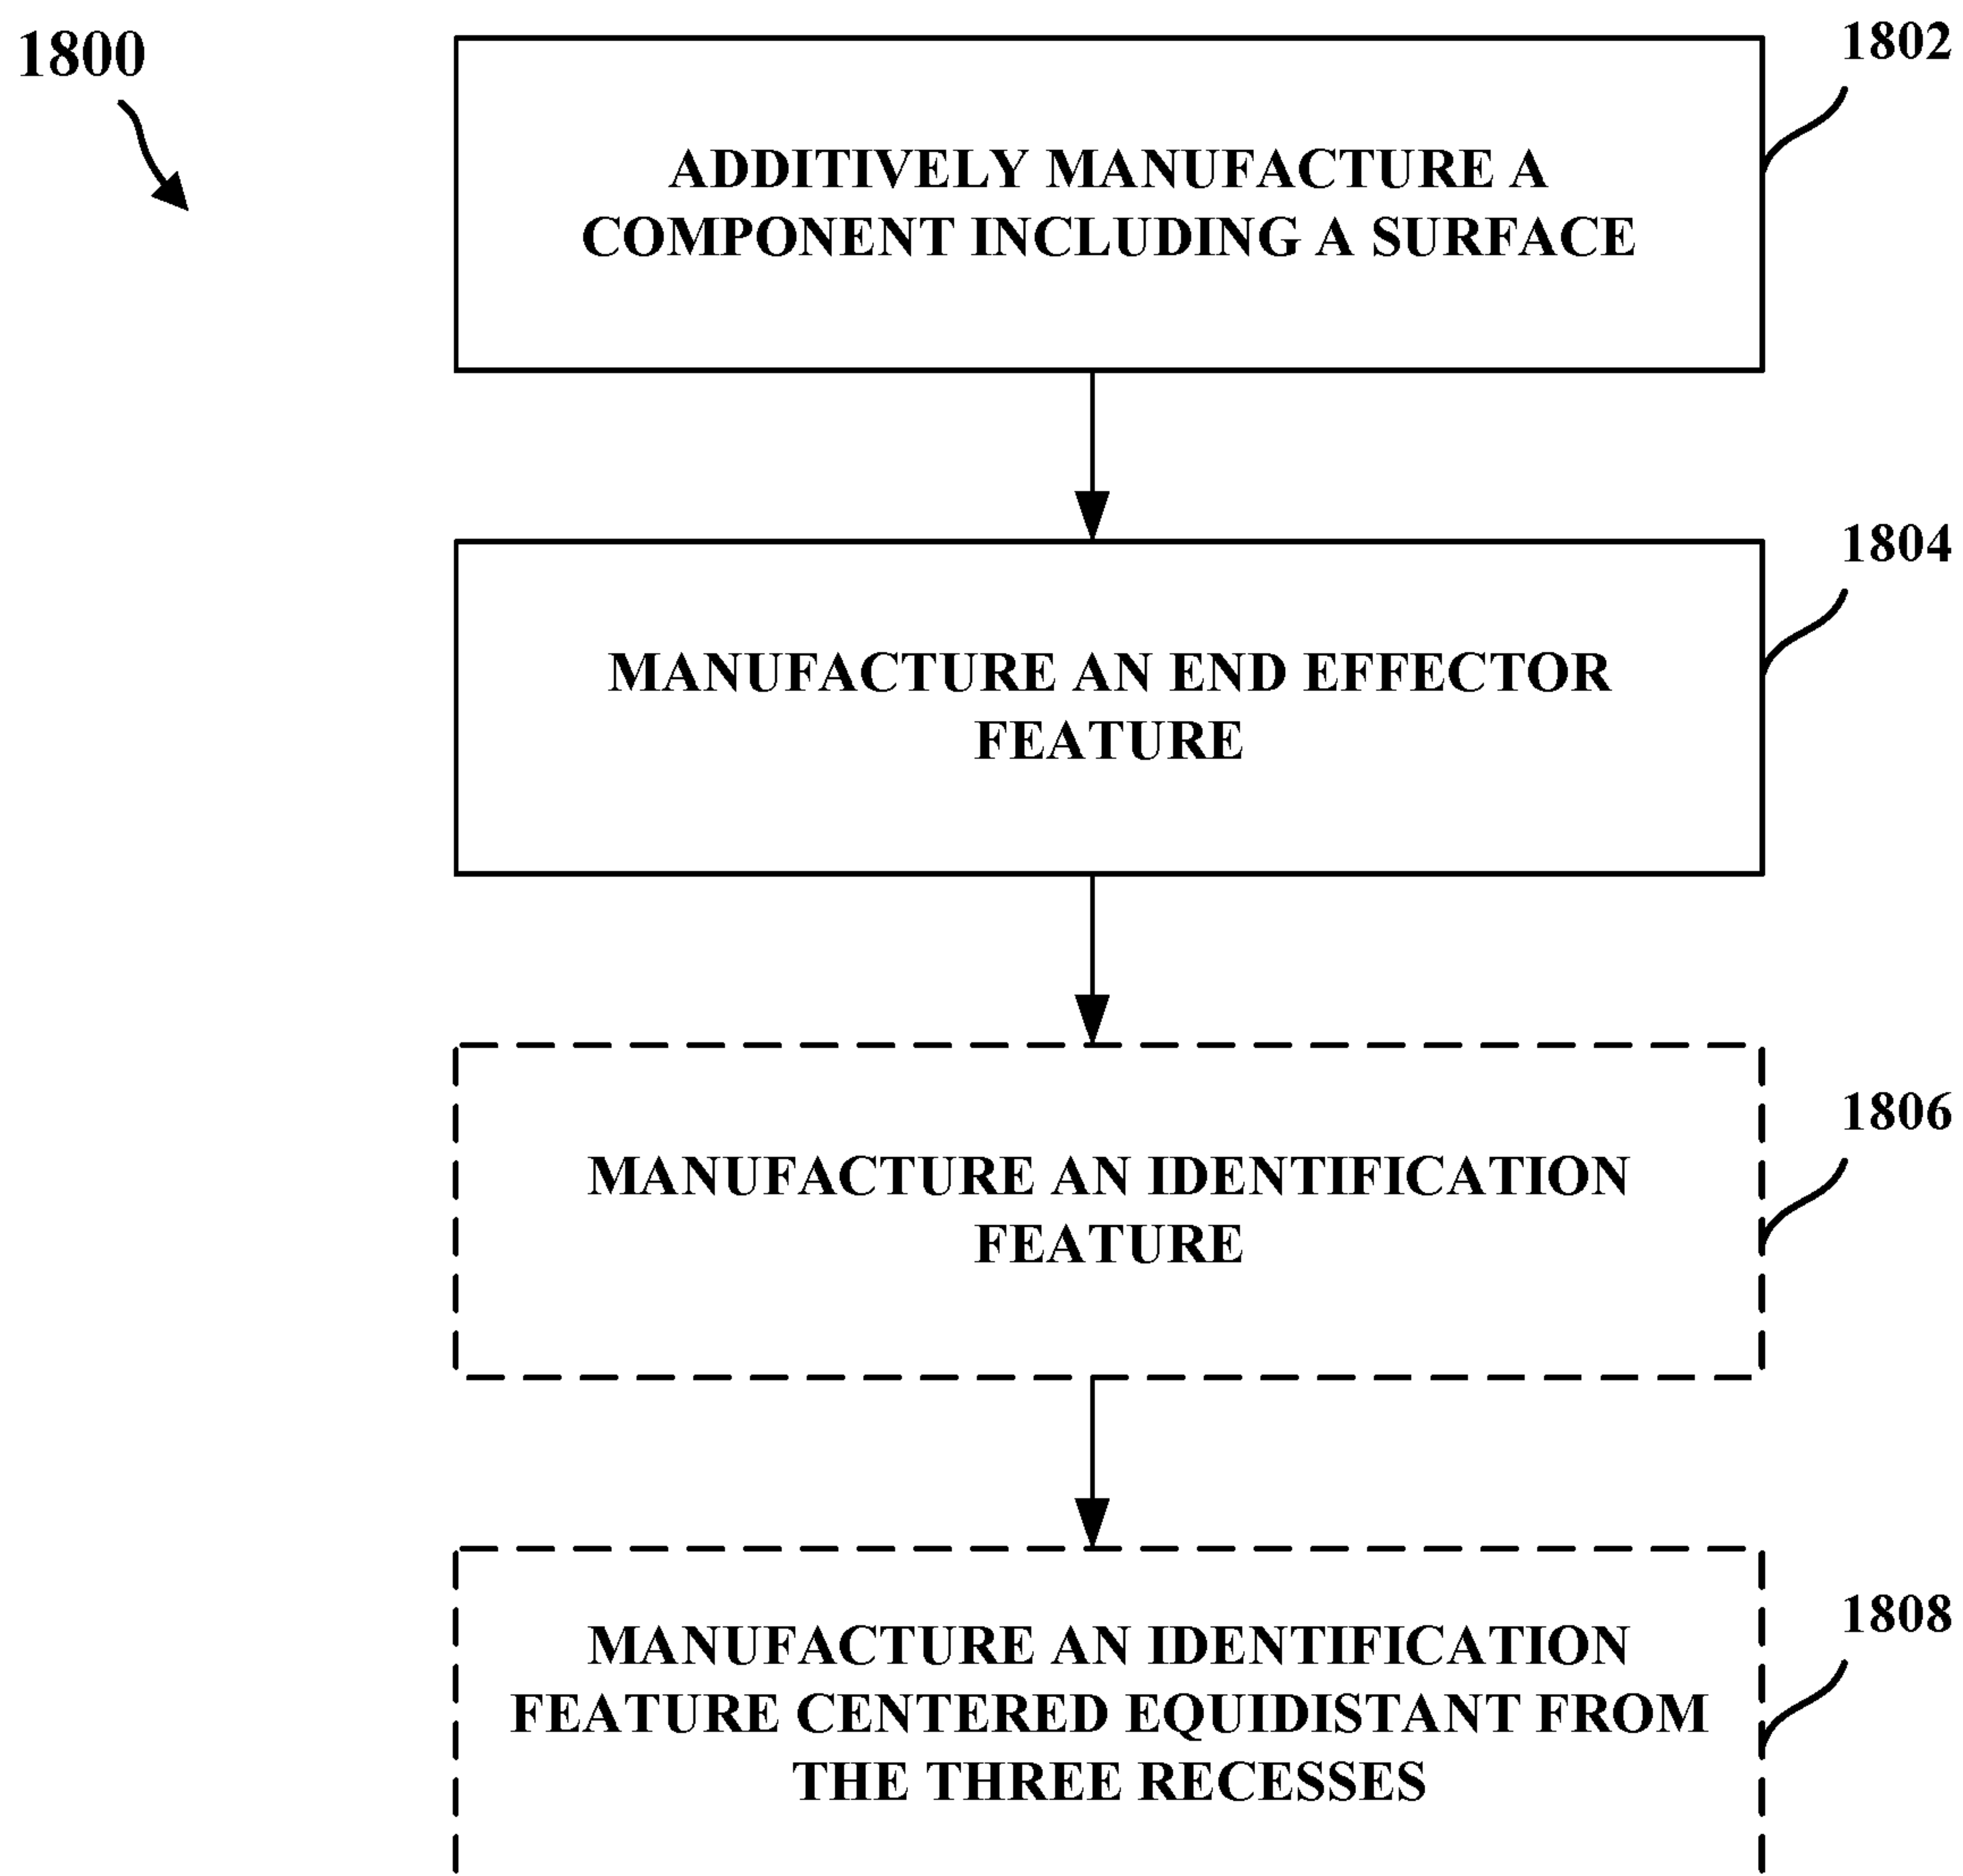 1800
1802
ADDITIVELY MANUFACTURE A
COMPONENT INCLUDING A SURFACE
1804
MANUFACTURE AN END EFFECTOR
FEATURE
1806
MANUFACTURE AN IDENTIFICATION
FEATURE
1808
MANUFACTURE AN IDENTIFICATION
FEATURE CENTERED EQUIDISTANT FROM
THE THREE RECESSES